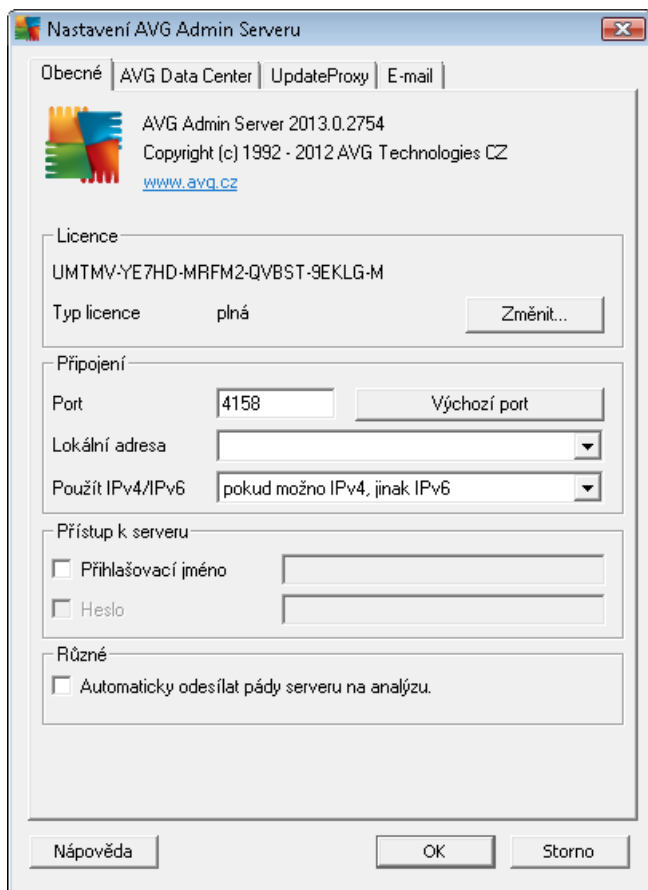 Nastavení AVG Admin Serveru
Obecné AVG Data Center UpdateProxy E-mail
AVG Admin Server 2013.0.2754
Copyright (c) 1992 - 2012 AVG Technologies CZ
www.avg.cz
Licence
UMTMV-YE7HD-MRFM2-QVBST-9EKLG-M
Typ licence plná Změnit...
Připojení
Port 4158 Výchozí port
Lokální adresa
Použít IPv4/IPv6 pokud možno IPv4, jinak IPv6
Přístup k serveru
Přihlašovací jméno
Heslo
Různé
Automaticky odesílat pády serveru na analýzu.
Nápověda OK Storno